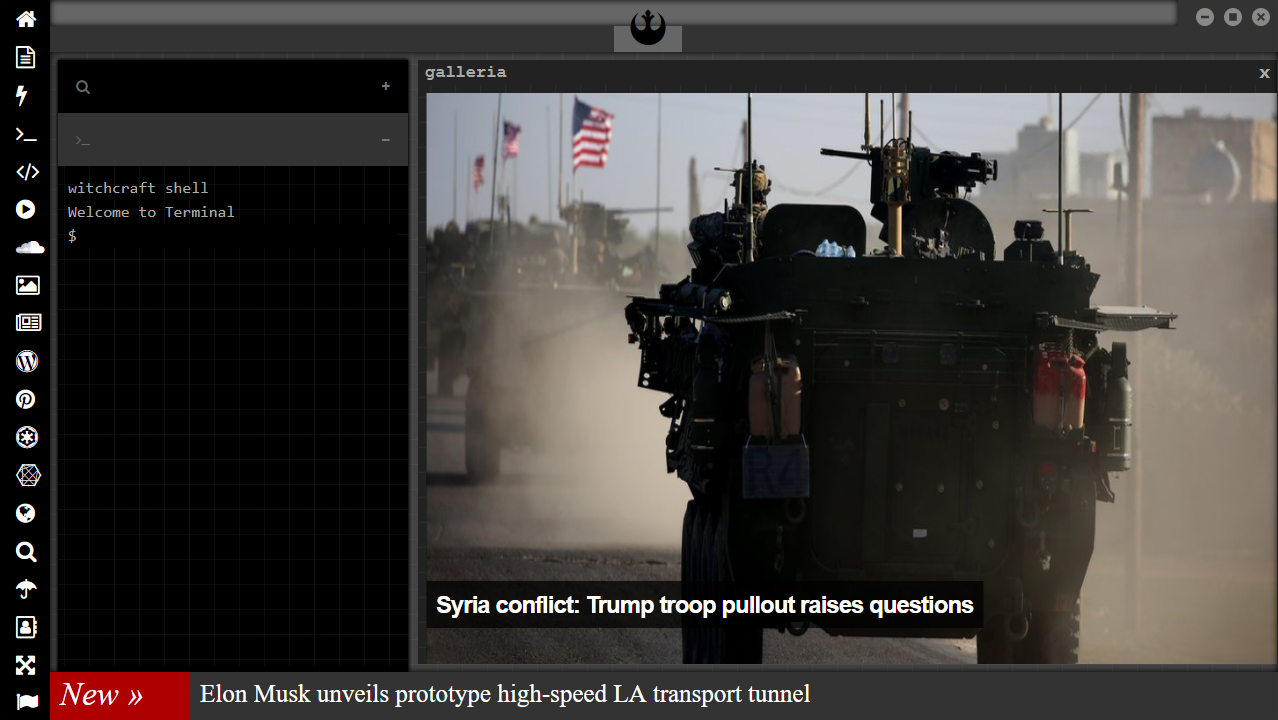 galleria
x
+
>_
−
witchcraft shell
Welcome to Terminal
$
Syria conflict: Trump troop pullout raises questions
New »
Elon Musk unveils prototype high-speed LA transport tunnel